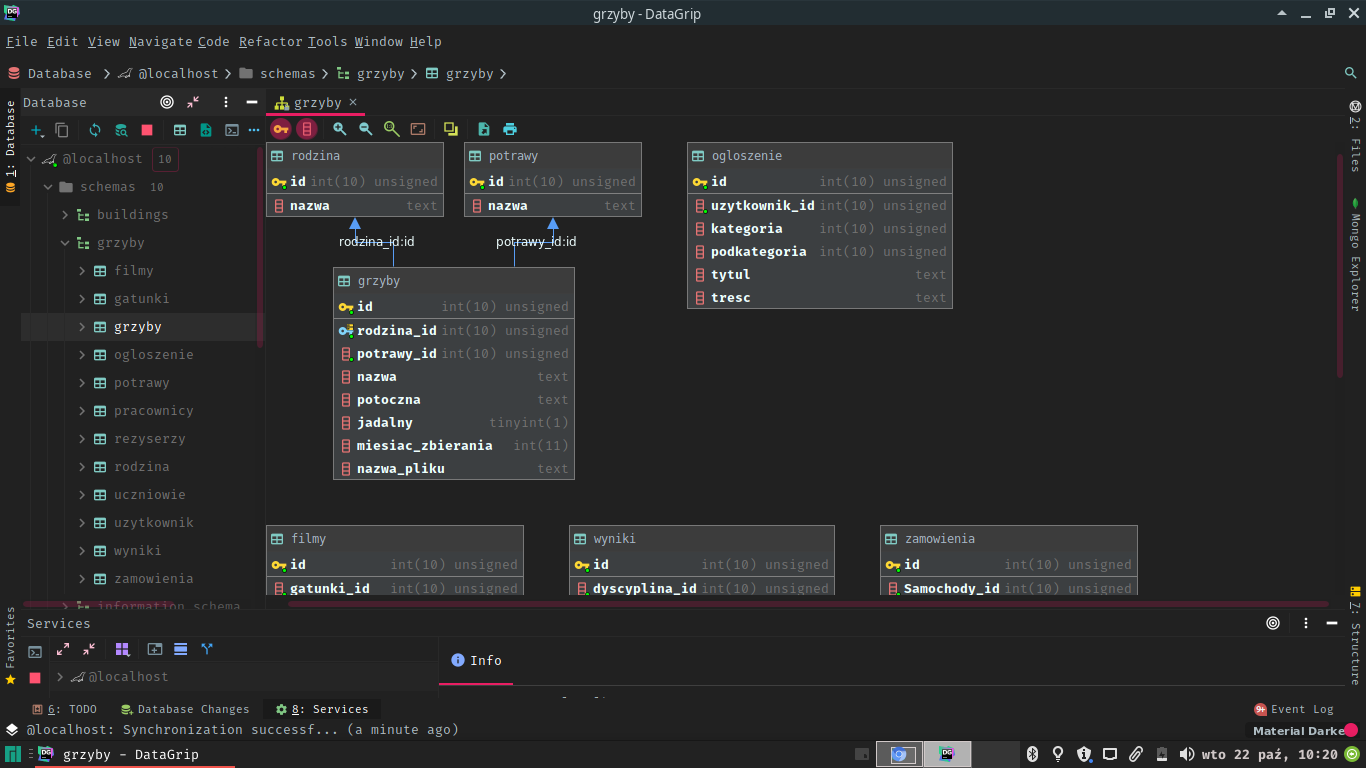 grzyby - DataGrip
File Edit View Navigate Code Refactor Tools Window Help
Database @localhost schemas grzyby grzyby
Database
grzyby
1: Database
@localhost 10
schemas 10
buildings
grzyby
filmy
gatunki
grzyby
ogloszenie
potrawy
pracownicy
rezyserzy
rodzina
uczniowie
uzytkownik
wyniki
zamowienia
information_schema
rodzina
id int(10) unsigned
nazwa text
potrawy
id int(10) unsigned
nazwa text
ogloszenie
id int(10) unsigned
uzytkownik_id int(10) unsigned
kategoria int(10) unsigned
podkategoria int(10) unsigned
tytul text
tresc text
rodzina_id:id
potrawy_id:id
grzyby
id int(10) unsigned
rodzina_id int(10) unsigned
potrawy_id int(10) unsigned
nazwa text
potoczna text
jadalny tinyint(1)
miesiac_zbierania int(11)
nazwa_pliku text
filmy
id int(10) unsigned
gatunki_id int(10) unsigned
wyniki
id int(10) unsigned
dyscyplina_id int(10) unsigned
zamowienia
id int(10) unsigned
Samochody_id int(10) unsigned
2: Files
Mongo Explorer
7: Structure
Favorites
Services
@localhost
Info
6: TODO Database Changes 8: Services
9+ Event Log
@localhost: Synchronization successf... (a minute ago)
Material Darke
grzyby - DataGrip
wto 22 paź, 10:20